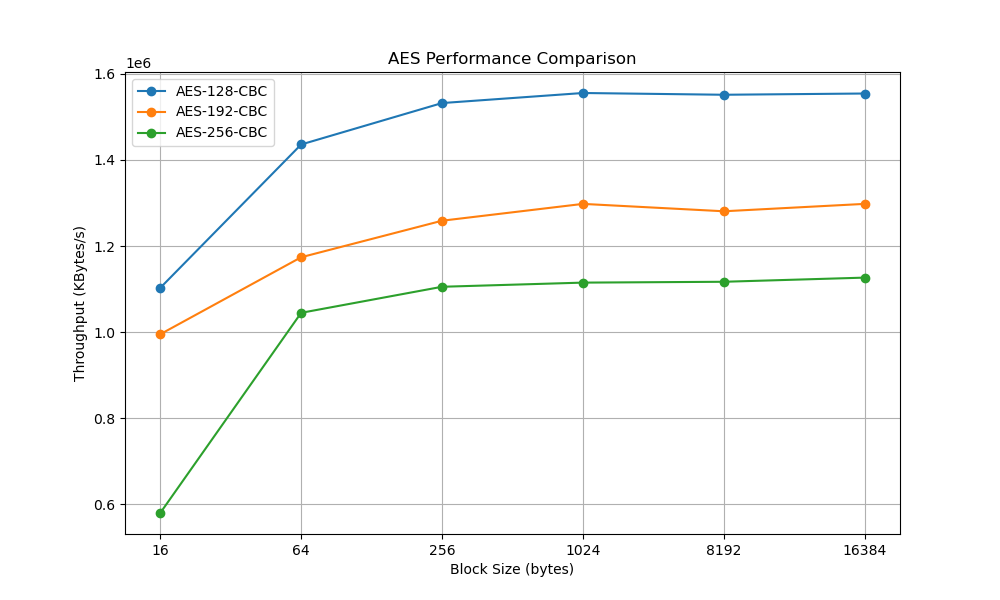 AES Performance Comparison
1e6
AES-128-CBC
AES-192-CBC
AES-256-CBC
1.6
1.4
1.2
1.0
0.8
0.6
Throughput (KBytes/s)
16 64 256 1024 8192 16384
Block Size (bytes)